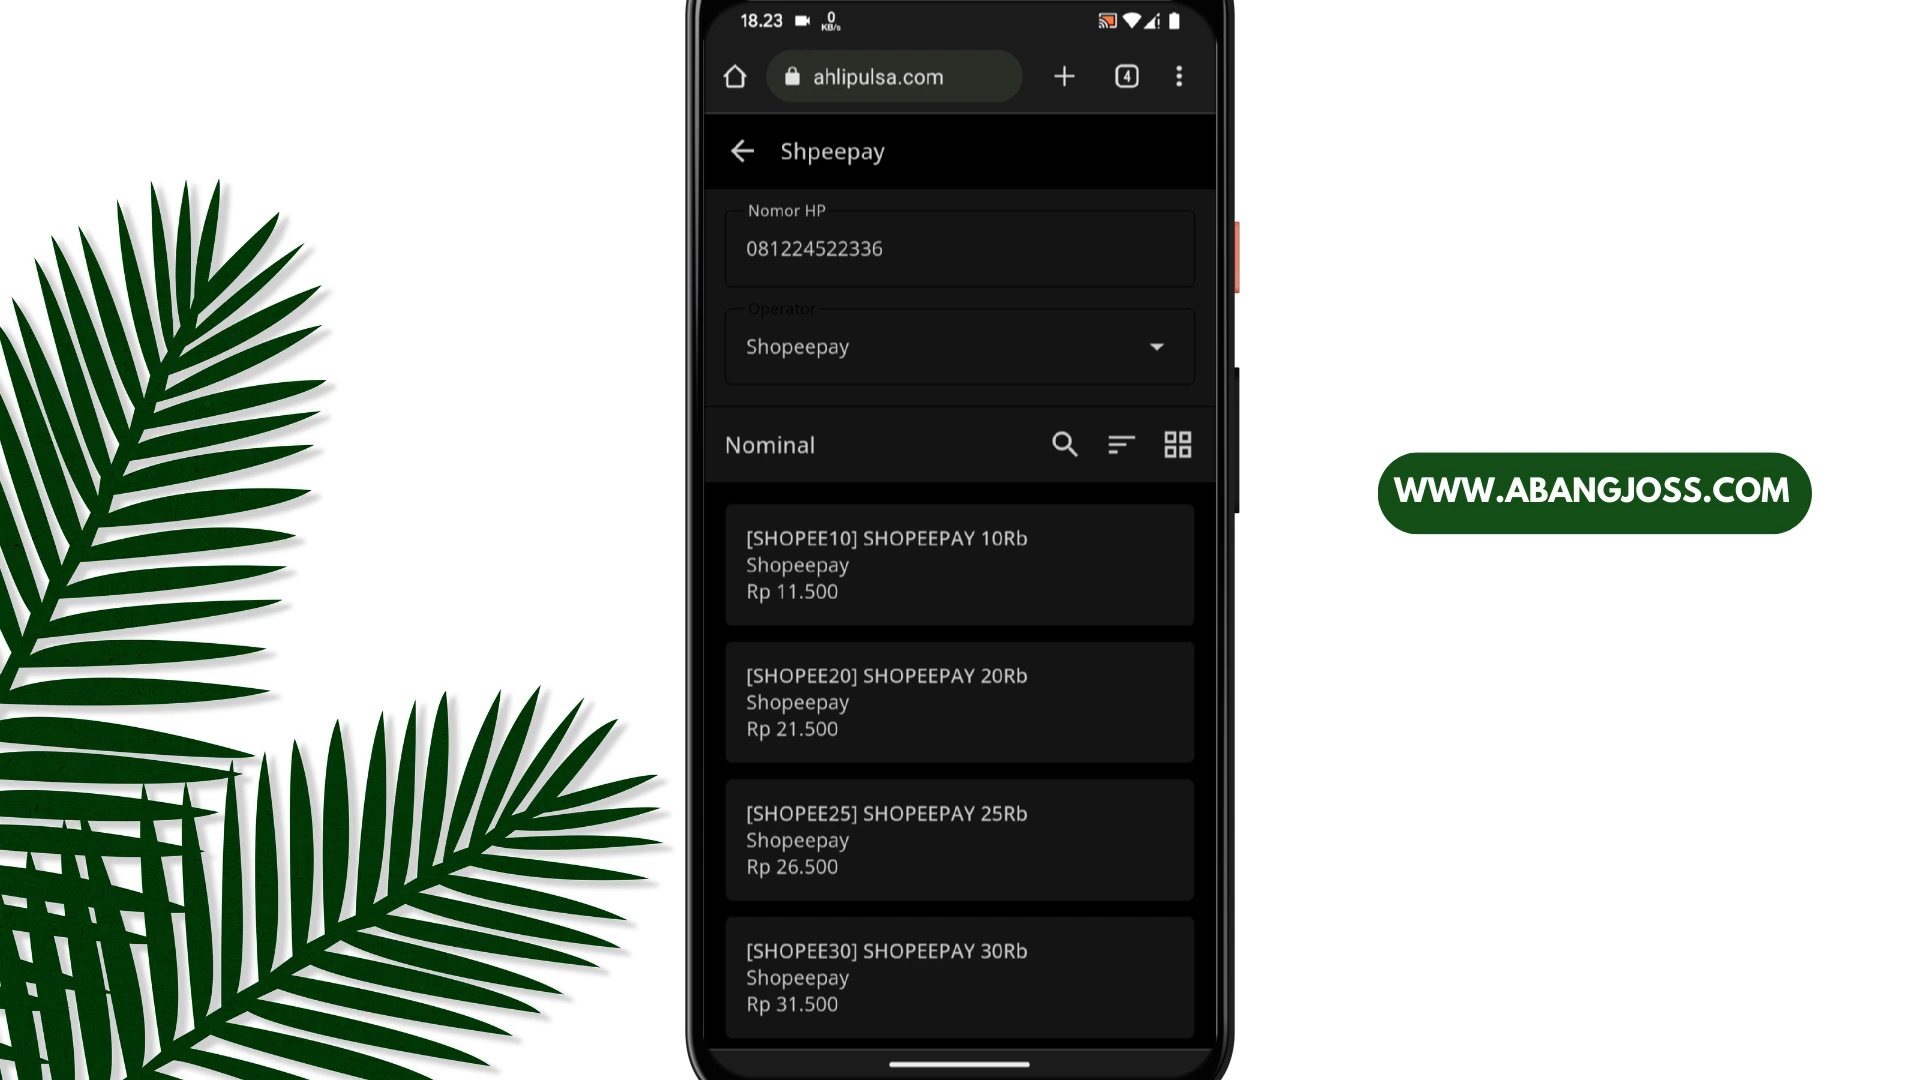 18.23
0
KB/s
ahlipulsa.com
4
Shpeepay
Nomor HP
081224522336
Operator
Shopeepay
Nominal
[SHOPEE10] SHOPEEPAY 10Rb
Shopeepay
Rp 11.500
[SHOPEE20] SHOPEEPAY 20Rb
Shopeepay
Rp 21.500
[SHOPEE25] SHOPEEPAY 25Rb
Shopeepay
Rp 26.500
[SHOPEE30] SHOPEEPAY 30Rb
Shopeepay
Rp 31.500
WWW.ABANGJOSS.COM